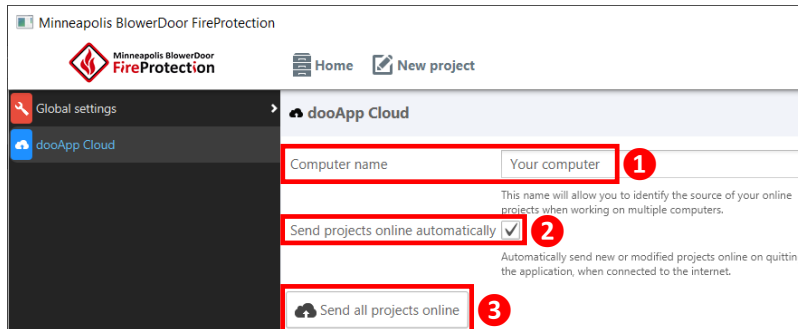 Minneapolis BlowerDoor FireProtection
Minneapolis BlowerDoor
FireProtection
Home New project
Global settings
dooApp Cloud
dooApp Cloud
Computer name Your computer 1
This name will allow you to identify the source of your online
projects when working on multiple computers.
Send projects online automatically 2
Automatically send new or modified projects online on quittin
the application, when connected to the internet.
Send all projects online 3